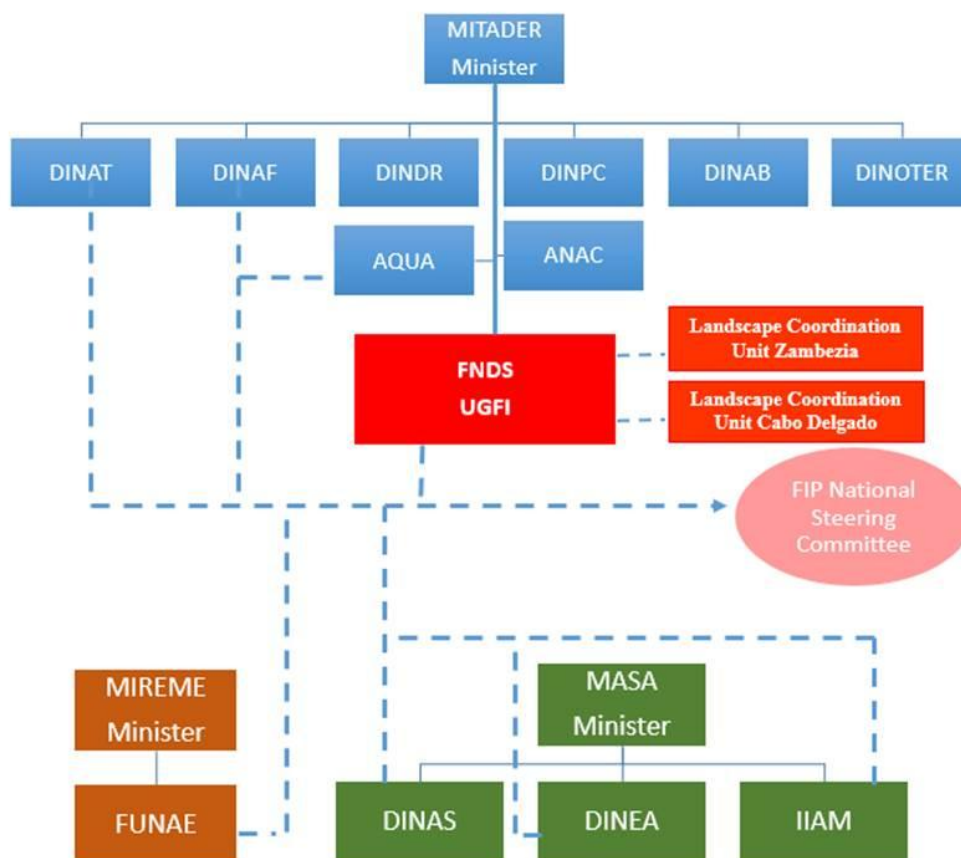 MITADER
Minister
DINAT
DINAF
DINDR
DINPC
DINAB
DINOTER
AQUA
ANAC
FNDS
UGFI
Landscape Coordination
Unit Zambezia
Landscape Coordination
Unit Cabo Delgado
FIP National
Steering
Committee
MIREME
Minister
MASA
Minister
FUNAE
DINAS
DINEA
IIAM